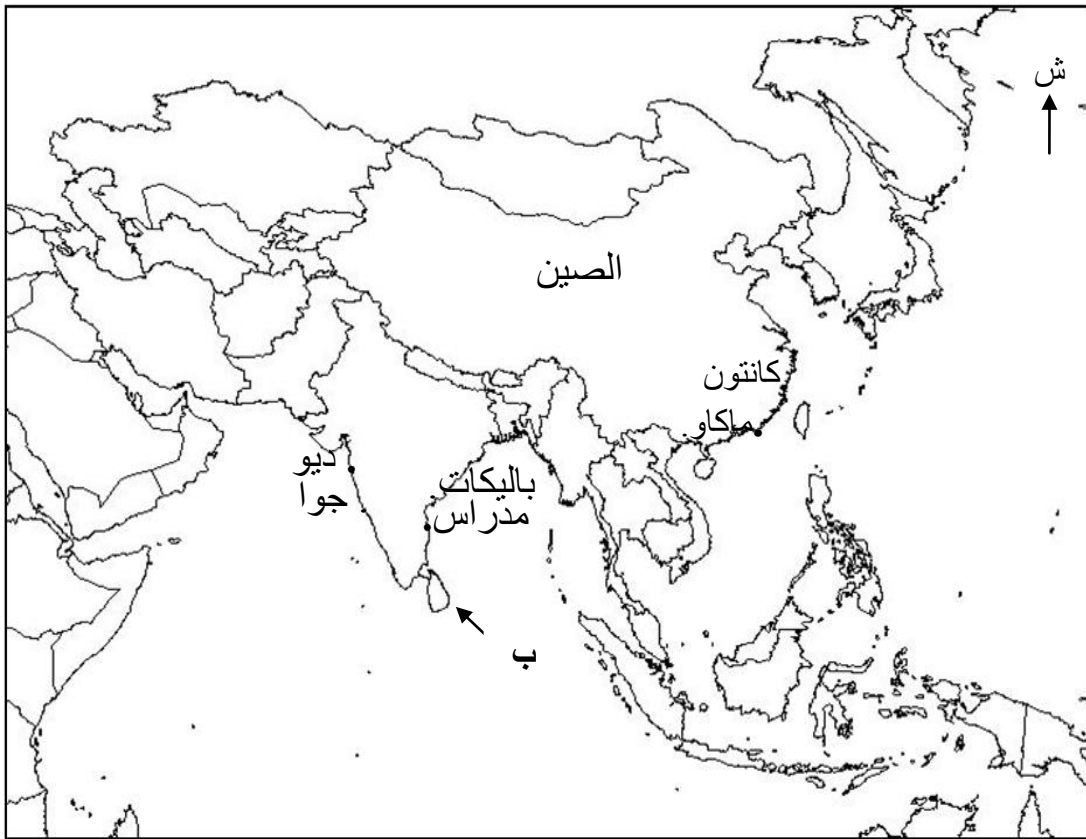 ش
الصين
كانتون
ماكاو
ديو
جوا
باليكات
مدراس
ب